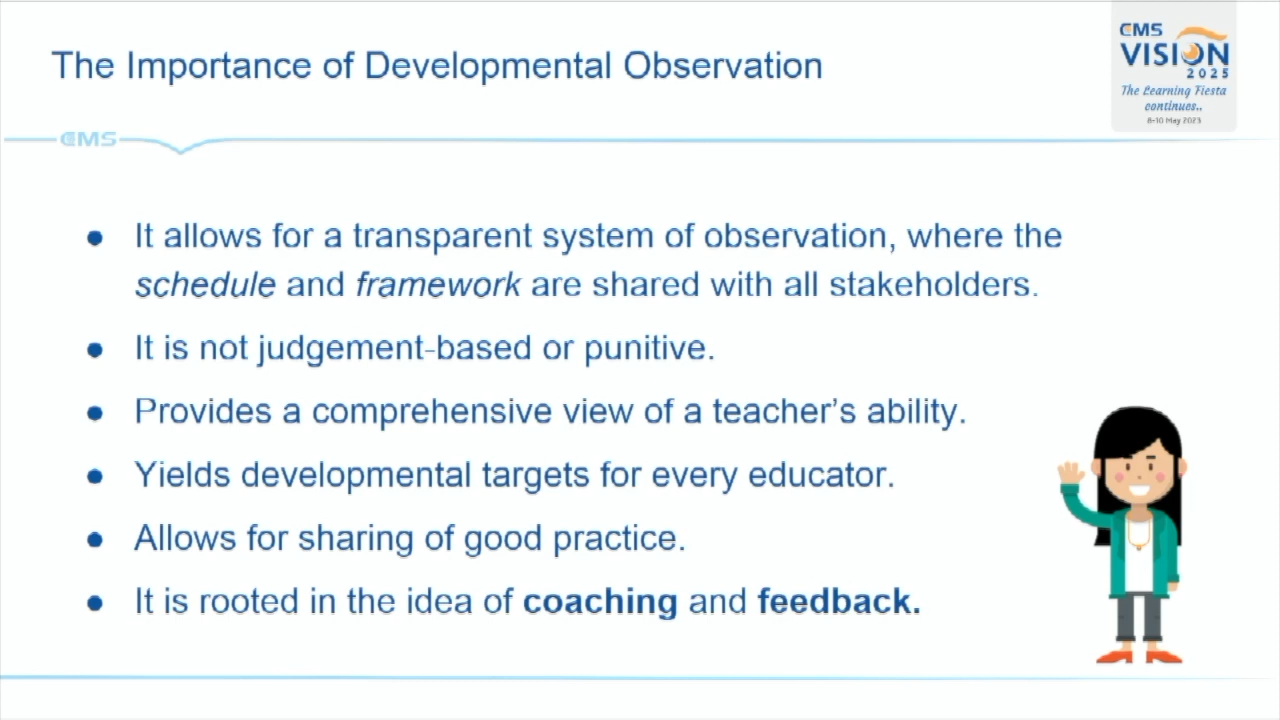 The Importance of Developmental Observation
CMS
VISION
2025
The Learning Fiesta
continues..
8-10 May 2023
CMS
• It allows for a transparent system of observation, where the
schedule and framework are shared with all stakeholders.
• It is not judgement-based or punitive.
• Provides a comprehensive view of a teacher’s ability.
• Yields developmental targets for every educator.
• Allows for sharing of good practice.
• It is rooted in the idea of coaching and feedback.